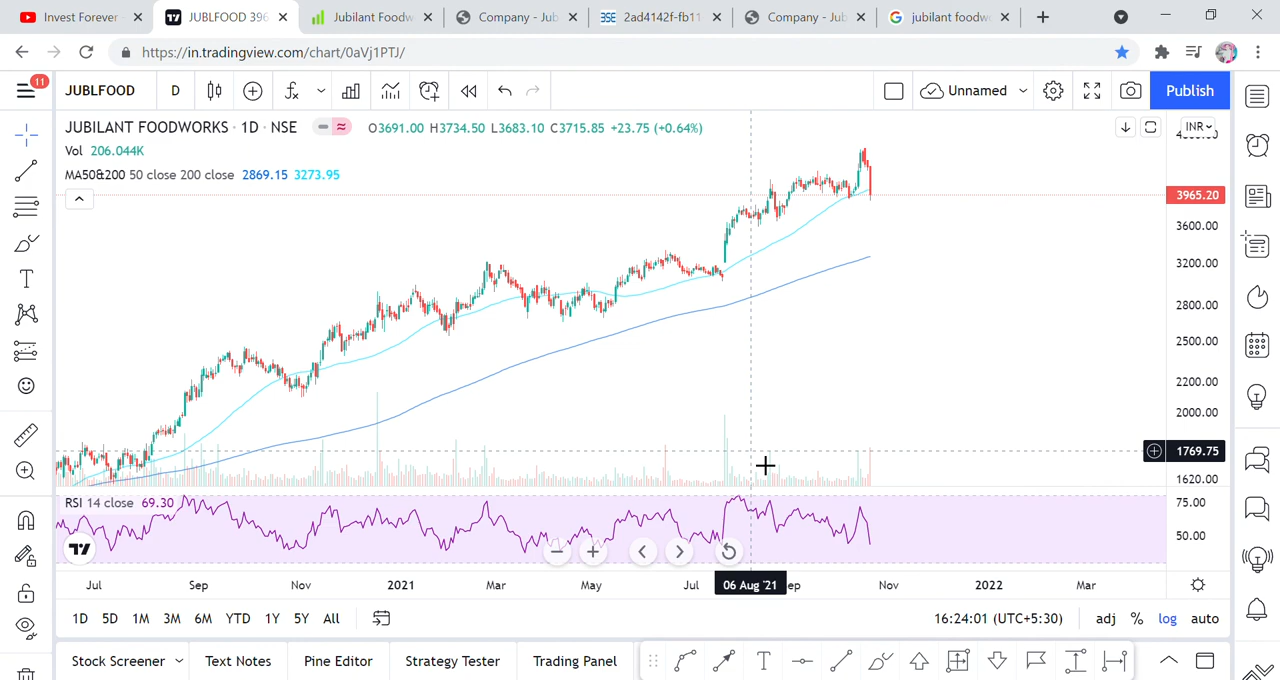 Invest Forever
JUBLFOOD 396
Jubilant Foodw
Company - Jub
BSE 2ad4142f-fb11
Company - Jub
jubilant foodw
https://in.tradingview.com/chart/0aVj1PTJ/
11
JUBLFOOD D
Unnamed
Publish
JUBILANT FOODWORKS · 1D · NSE O3691.00 H3734.50 L3683.10 C3715.85 +23.75 (+0.64%)
INR
Vol 206.044K
MA50&200 50 close 200 close 2869.15 3273.95
3965.20
3600.00
3200.00
2800.00
2500.00
2200.00
2000.00
1769.75
1620.00
RSI 14 close 69.30
75.00
50.00
Jul Sep Nov 2021 Mar May Jul 06 Aug '21 ep Nov 2022 Mar
1D 5D 1M 3M 6M YTD 1Y 5Y All 16:24:01 (UTC+5:30) adj % log auto
Stock Screener Text Notes Pine Editor Strategy Tester Trading Panel